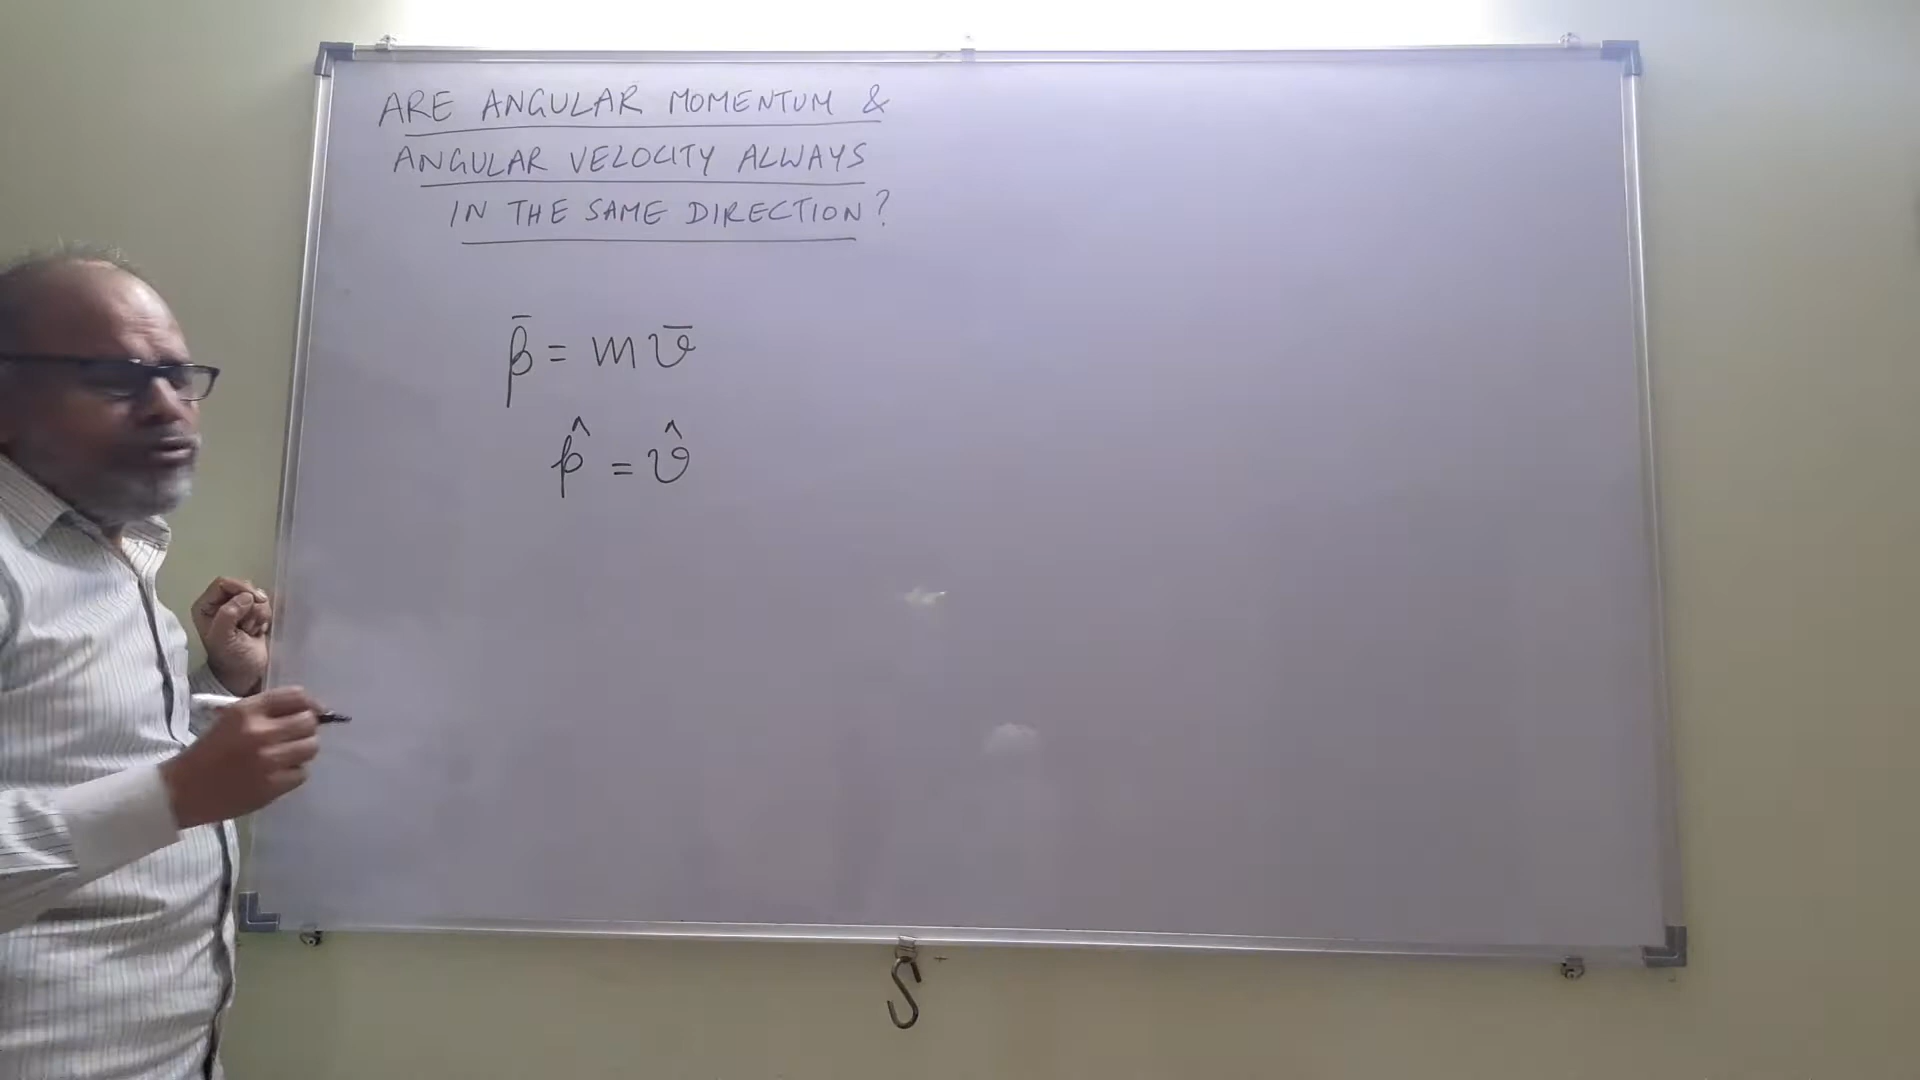 ARE ANGULAR MOMENTUM &
ANGULAR VELOCITY ALWAYS
IN THE SAME DIRECTION?
p̄ = m v̄
p̂ = v̂